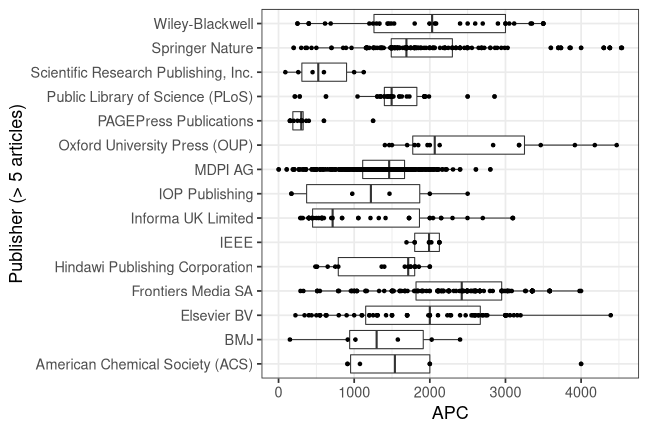 Publisher (> 5 articles)
Wiley-Blackwell
Springer Nature
Scientific Research Publishing, Inc.
Public Library of Science (PLoS)
PAGEPress Publications
Oxford University Press (OUP)
MDPI AG
IOP Publishing
Informa UK Limited
IEEE
Hindawi Publishing Corporation
Frontiers Media SA
Elsevier BV
BMJ
American Chemical Society (ACS)
0 1000 2000 3000 4000
APC